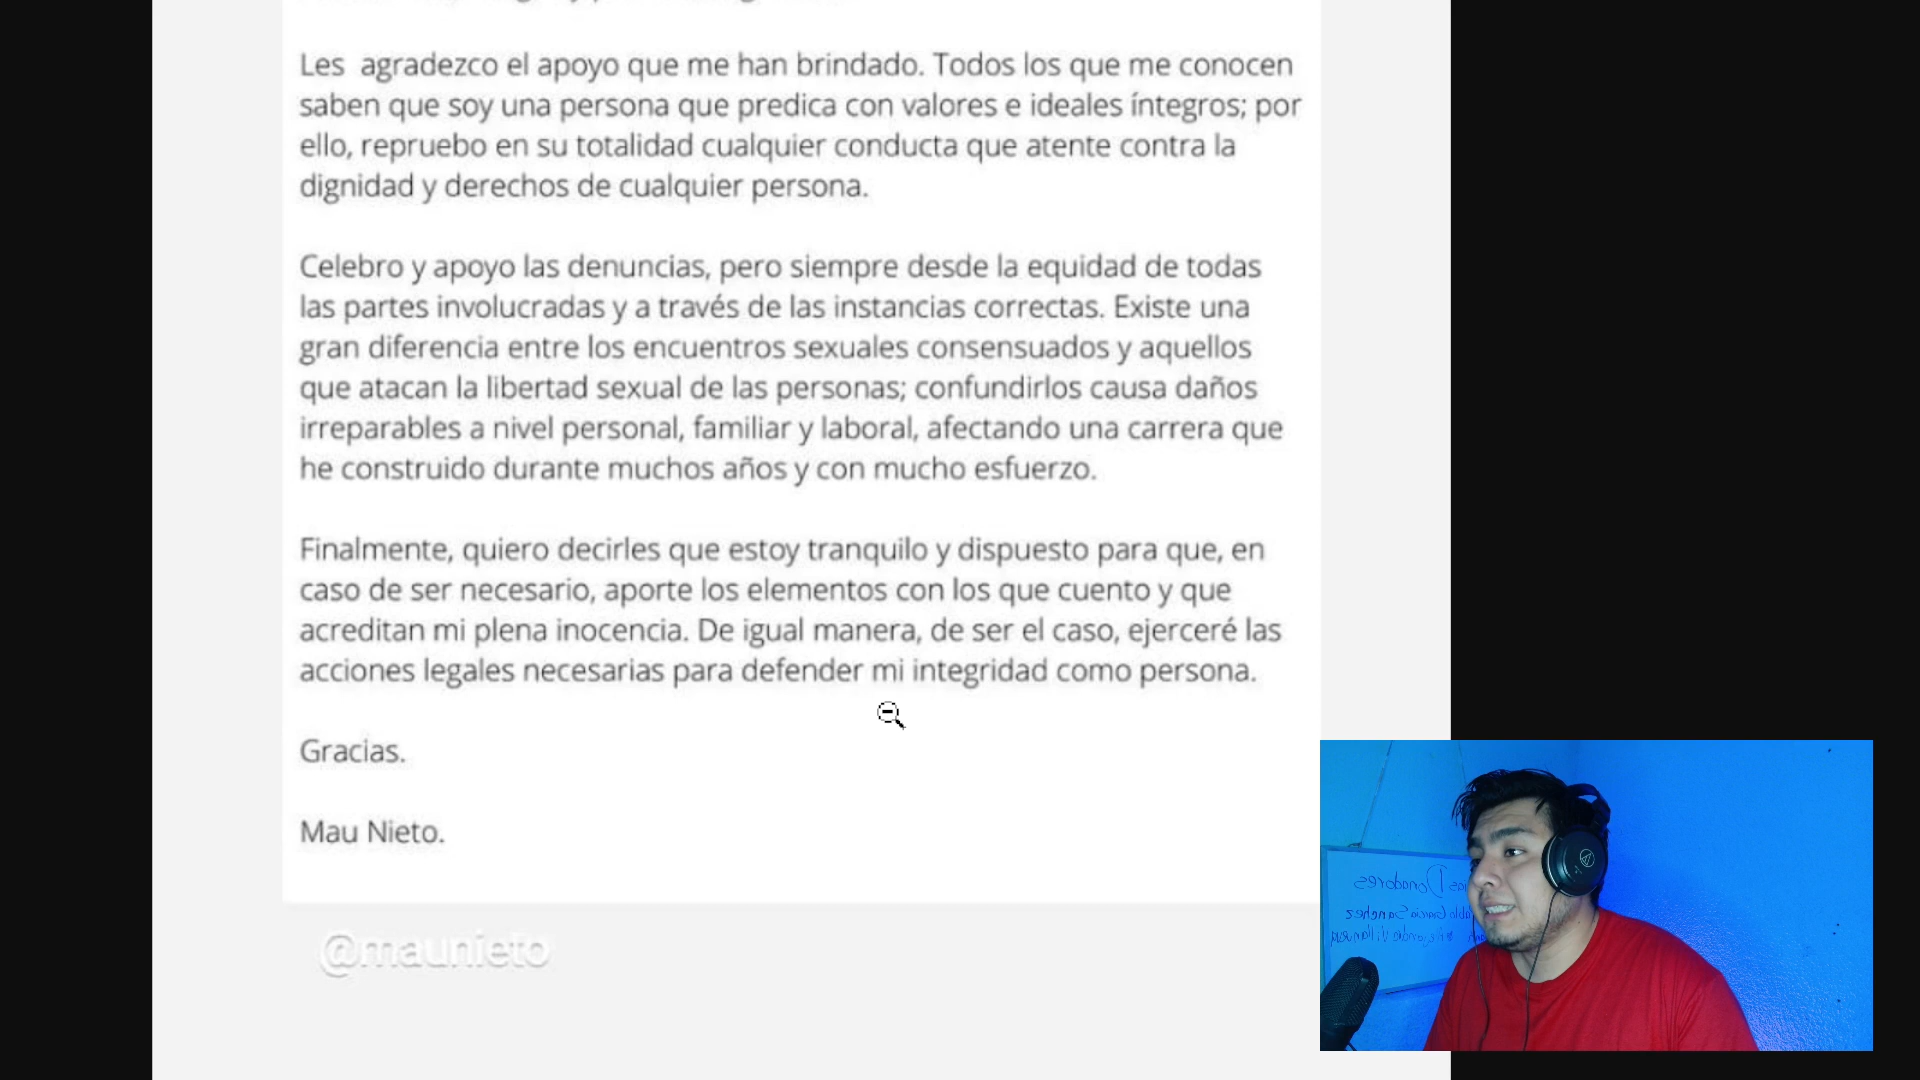 Les agradezco el apoyo que me han brindado. Todos los que me conocen
saben que soy una persona que predica con valores e ideales íntegros; por
ello, repruebo en su totalidad cualquier conducta que atente contra la
dignidad y derechos de cualquier persona.
Celebro y apoyo las denuncias, pero siempre desde la equidad de todas
las partes involucradas y a través de las instancias correctas. Existe una
gran diferencia entre los encuentros sexuales consensuados y aquellos
que atacan la libertad sexual de las personas; confundirlos causa daños
irreparables a nivel personal, familiar y laboral, afectando una carrera que
he construido durante muchos años y con mucho esfuerzo.
Finalmente, quiero decirles que estoy tranquilo y dispuesto para que, en
caso de ser necesario, aporte los elementos con los que cuento y que
acreditan mi plena inocencia. De igual manera, de ser el caso, ejerceré las
acciones legales necesarias para defender mi integridad como persona.
Gracias.
Mau Nieto.
@maunieto
Donadores
Garcia Sanchez
Villanueva